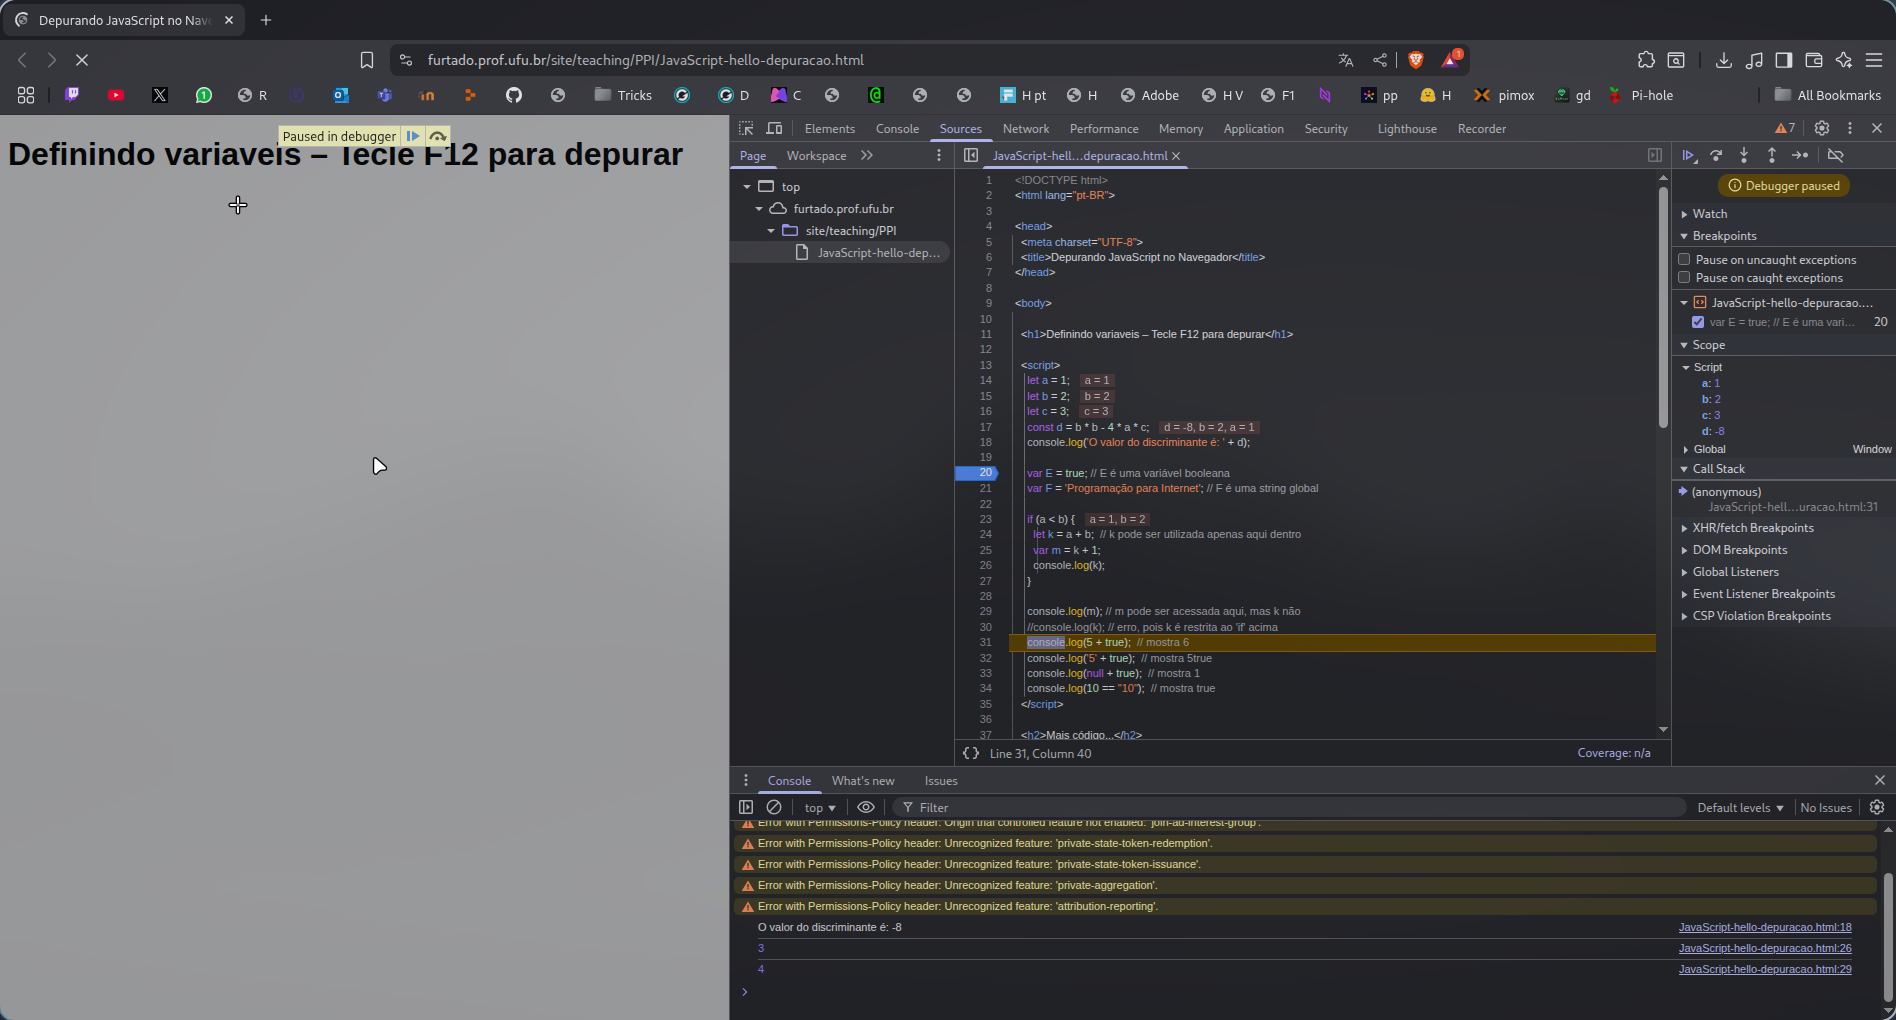 Depurando JavaScript no Nave
furtado.prof.ufu.br/site/teaching/PPI/JavaScript-hello-depuracao.html
1
1
R
Tricks
D
C
H pt
H
Adobe
H V
F1
pp
H
pimox
gd
Pi-hole
All Bookmarks
Paused in debugger
Definindo variaveis – Tecle F12 para depurar
Elements Console Sources Network Performance Memory Application Security Lighthouse Recorder
7
Page Workspace
JavaScript-hell...depuracao.html
top
furtado.prof.ufu.br
site/teaching/PPI
JavaScript-hello-dep...
1 <!DOCTYPE html>
2 <html lang="pt-BR">
3
4 <head>
5 <meta charset="UTF-8">
6 <title>Depurando JavaScript no Navegador</title>
7 </head>
8
9 <body>
10
11 <h1>Definindo variaveis – Tecle F12 para depurar</h1>
12
13 <script>
14 let a = 1; a = 1
15 let b = 2; b = 2
16 let c = 3; c = 3
17 const d = b * b - 4 * a * c; d = -8, b = 2, a = 1
18 console.log('O valor do discriminante é: ' + d);
19
20 var E = true; // E é uma variável booleana
21 var F = 'Programação para Internet'; // F é uma string global
22
23 if (a < b) { a = 1, b = 2
24 let k = a + b; // k pode ser utilizada apenas aqui dentro
25 var m = k + 1;
26 console.log(k);
27 }
28
29 console.log(m); // m pode ser acessada aqui, mas k não
30 //console.log(k); // erro, pois k é restrita ao 'if' acima
31 console.log(5 + true); // mostra 6
32 console.log('5' + true); // mostra 5true
33 console.log(null + true); // mostra 1
34 console.log(10 == "10"); // mostra true
35 </script>
36
37 <h2>Mais código...</h2>
Line 31, Column 40
Coverage: n/a
Debugger paused
Watch
Breakpoints
Pause on uncaught exceptions
Pause on caught exceptions
JavaScript-hello-depuracao....
var E = true; // E é uma vari... 20
Scope
Script
a: 1
b: 2
c: 3
d: -8
Global Window
Call Stack
(anonymous)
JavaScript-hell...uracao.html:31
XHR/fetch Breakpoints
DOM Breakpoints
Global Listeners
Event Listener Breakpoints
CSP Violation Breakpoints
Console What's new Issues
top
Filter
Default levels
No Issues
Error with Permissions-Policy header: Origin trial controlled feature not enabled: 'join-ad-interest-group'.
Error with Permissions-Policy header: Unrecognized feature: 'private-state-token-redemption'.
Error with Permissions-Policy header: Unrecognized feature: 'private-state-token-issuance'.
Error with Permissions-Policy header: Unrecognized feature: 'private-aggregation'.
Error with Permissions-Policy header: Unrecognized feature: 'attribution-reporting'.
O valor do discriminante é: -8 JavaScript-hello-depuracao.html:18
3 JavaScript-hello-depuracao.html:26
4 JavaScript-hello-depuracao.html:29